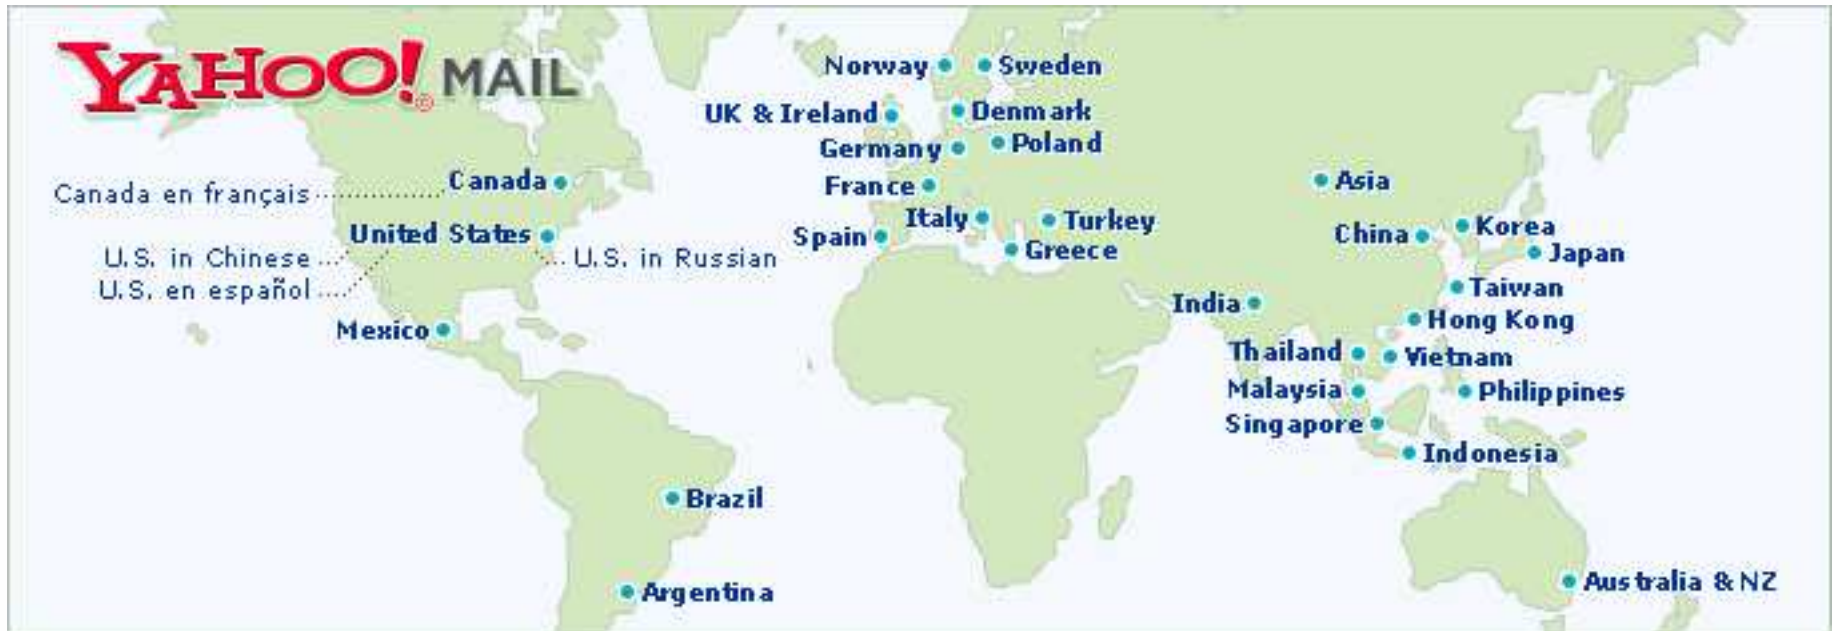 YAHOO! MAIL
Norway
Sweden
UK & Ireland
Denmark
Germany
Poland
Canada
Canada en français
France
Asia
Italy
Turkey
United States
Spain
Greece
China
Korea
U.S. in Chinese
U.S. in Russian
Japan
U.S. en español
Taiwan
India
Mexico
Hong Kong
Thailand
Vietnam
Malaysia
Philippines
Singapore
Indonesia
Brazil
Argentina
Australia & NZ